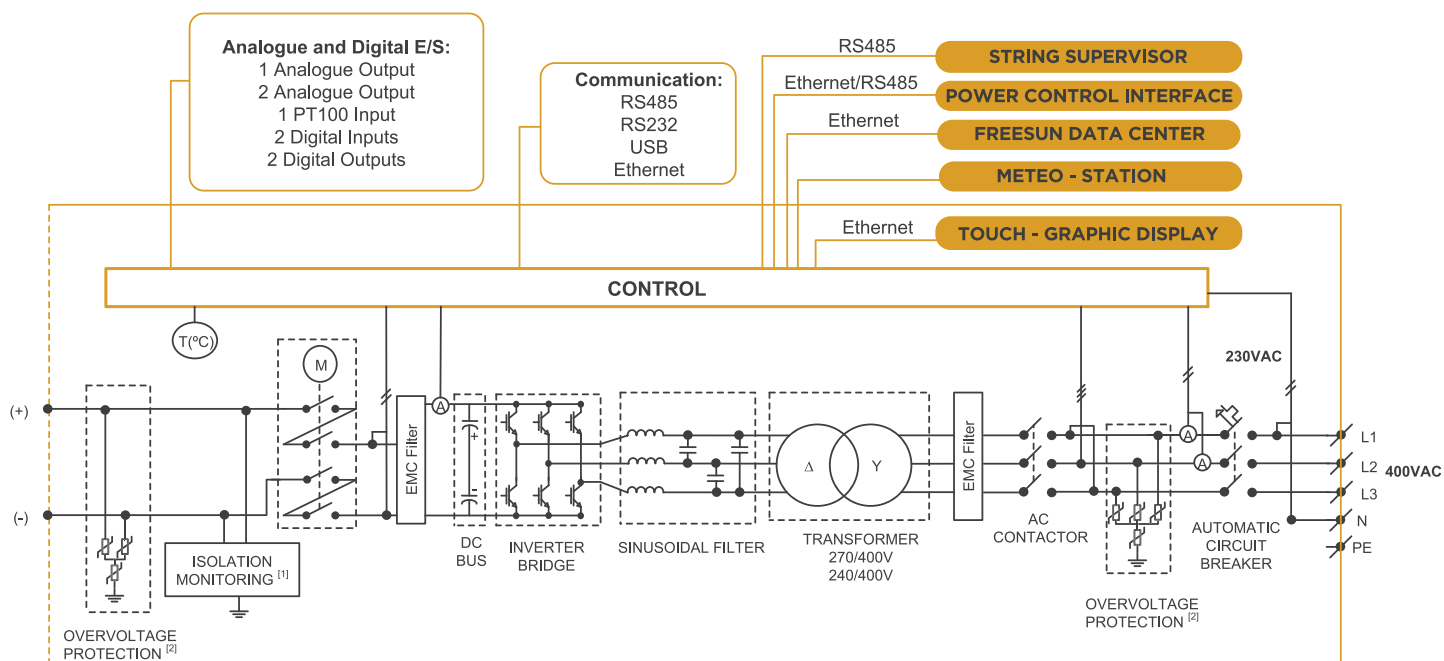 Analogue and Digital E/S:
1 Analogue Output
2 Analogue Output
1 PT100 Input
2 Digital Inputs
2 Digital Outputs
Communication:
RS485
RS232
USB
Ethernet
RS485
STRING SUPERVISOR
Ethernet/RS485
POWER CONTROL INTERFACE
Ethernet
FREESUN DATA CENTER
METEO - STATION
Ethernet
TOUCH - GRAPHIC DISPLAY
CONTROL
T(ºC)
M
230VAC
(+)
(-)
EMC Filter
A
+
-
Δ
Y
EMC Filter
A
A
L1
L2
400VAC
L3
N
PE
ISOLATION
MONITORING [1]
DC
BUS
INVERTER
BRIDGE
SINUSOIDAL FILTER
TRANSFORMER
270/400V
240/400V
AC
CONTACTOR
AUTOMATIC
CIRCUIT
BREAKER
OVERVOLTAGE
PROTECTION [2]
OVERVOLTAGE
PROTECTION [2]